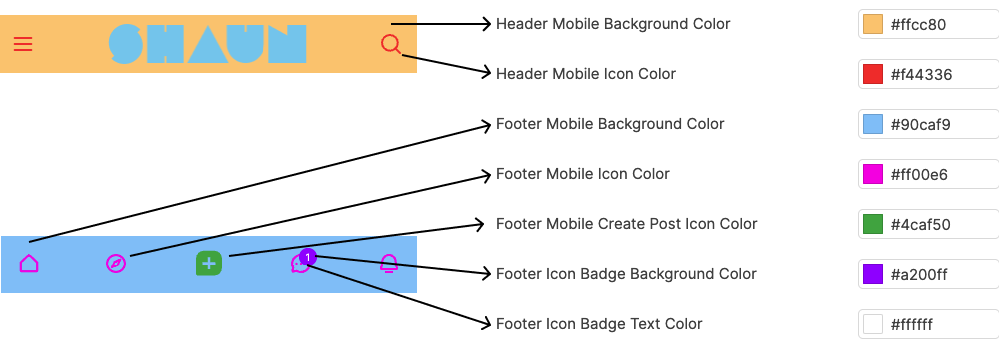 SHAUN
Header Mobile Background Color #ffcc80
Header Mobile Icon Color #f44336
Footer Mobile Background Color #90caf9
Footer Mobile Icon Color #ff00e6
Footer Mobile Create Post Icon Color #4caf50
1
Footer Icon Badge Background Color #a200ff
Footer Icon Badge Text Color #ffffff